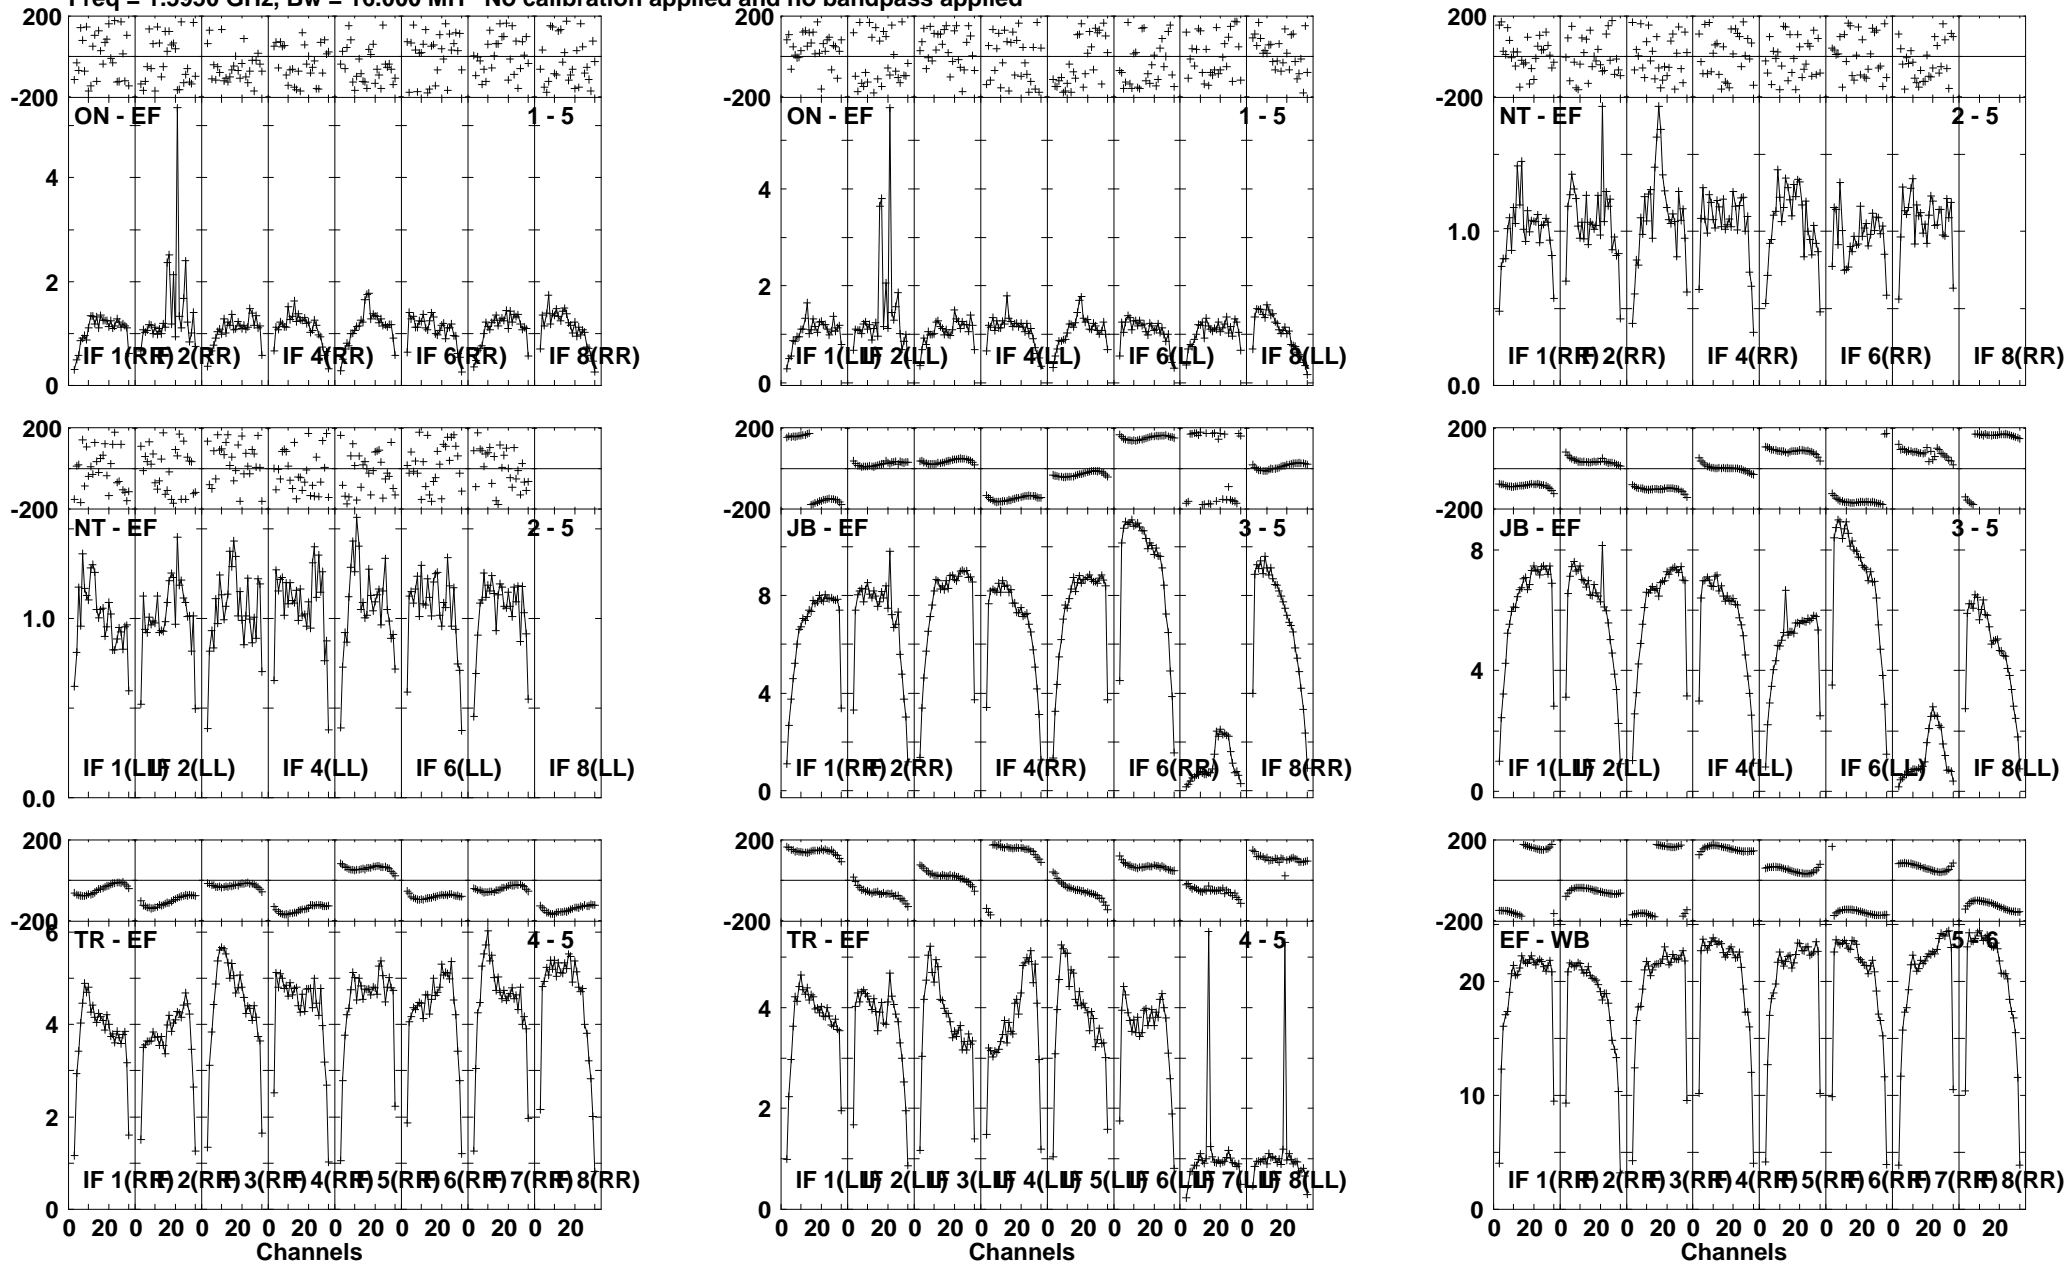 Freq = 1.5950 GHz, Bw = 16.000 MH No calibration applied and no bandpass applied
200
-200
ON - EF 1 - 5
4
2
0
IF 1(RR) IF 2(RR) IF 4(RR) IF 6(RR) IF 8(RR)
200
-200
ON - EF 1 - 5
4
2
0
IF 1(LL) IF 2(LL) IF 4(LL) IF 6(LL) IF 8(LL)
200
-200
NT - EF 2 - 5
1.0
0.0
IF 1(RR) IF 2(RR) IF 4(RR) IF 6(RR) IF 8(RR)
200
-200
NT - EF 2 - 5
1.0
0.0
IF 1(LL) IF 2(LL) IF 4(LL) IF 6(LL) IF 8(LL)
200
-200
JB - EF 3 - 5
8
4
0
IF 1(RR) IF 2(RR) IF 4(RR) IF 6(RR) IF 8(RR)
200
-200
JB - EF 3 - 5
8
4
0
IF 1(LL) IF 2(LL) IF 4(LL) IF 6(LL) IF 8(LL)
200
-200
TR - EF 4 - 5
6
4
2
0
IF 1(RR) IF 2(RR) IF 3(RR) IF 4(RR) IF 5(RR) IF 6(RR) IF 7(RR) IF 8(RR)
0 20 0 20 0 20 0 20 0 20 0 20 0 20 0 20
Channels
200
-200
TR - EF 4 - 5
4
2
0
IF 1(LL) IF 2(LL) IF 3(LL) IF 4(LL) IF 5(LL) IF 6(LL) IF 7(LL) IF 8(LL)
0 20 0 20 0 20 0 20 0 20 0 20 0 20 0 20
Channels
200
-200
EF - WB 5 - 6
20
10
0
IF 1(RR) IF 2(RR) IF 3(RR) IF 4(RR) IF 5(RR) IF 6(RR) IF 7(RR) IF 8(RR)
0 20 0 20 0 20 0 20 0 20 0 20 0 20 0 20
Channels